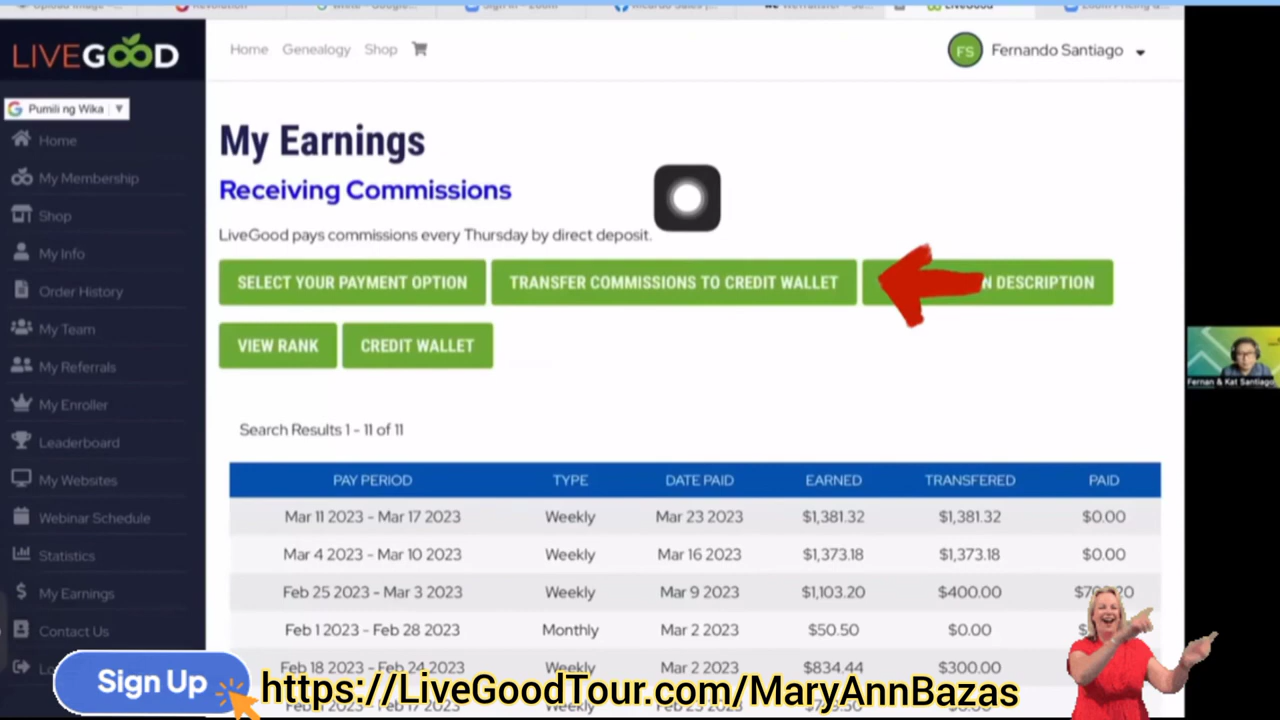 Revolution
LIVEGOOD
Home Genealogy Shop
FS Fernando Santiago
Pumili ng Wika
Home
My Membership
Shop
My Info
Order History
My Team
My Referrals
My Enroller
Leaderboard
My Websites
Webinar Schedule
Statistics
My Earnings
Contact Us
My Earnings
Receiving Commissions
LiveGood pays commissions every Thursday by direct deposit.
SELECT YOUR PAYMENT OPTION TRANSFER COMMISSIONS TO CREDIT WALLET DESCRIPTION
VIEW RANK CREDIT WALLET
Fernan & Kat Santiago
Search Results 1 - 11 of 11
PAY PERIOD TYPE DATE PAID EARNED TRANSFERED PAID
Mar 11 2023 - Mar 17 2023 Weekly Mar 23 2023 $1,381.32 $1,381.32 $0.00
Mar 4 2023 - Mar 10 2023 Weekly Mar 16 2023 $1,373.18 $1,373.18 $0.00
Feb 25 2023 - Mar 3 2023 Weekly Mar 9 2023 $1,103.20 $400.00
Feb 1 2023 - Feb 28 2023 Monthly Mar 2 2023 $50.50 $0.00
Feb 18 2023 - Feb 24 2023 Weekly Mar 2 2023 $834.44 $300.00
Sign Up https://LiveGoodTour.com/MaryAnnBazas